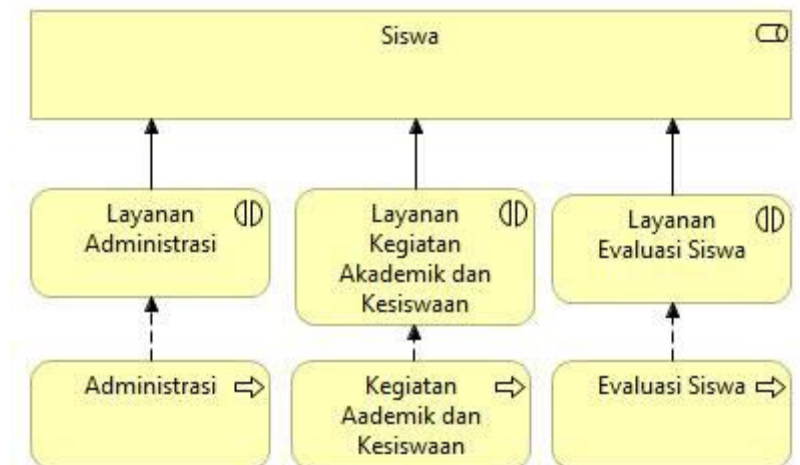 Siswa
Layanan
Administrasi
Layanan
Kegiatan
Akademik dan
Kesiswaan
Layanan
Evaluasi Siswa
Administrasi
Kegiatan
Aademik dan
Kesiswaan
Evaluasi Siswa